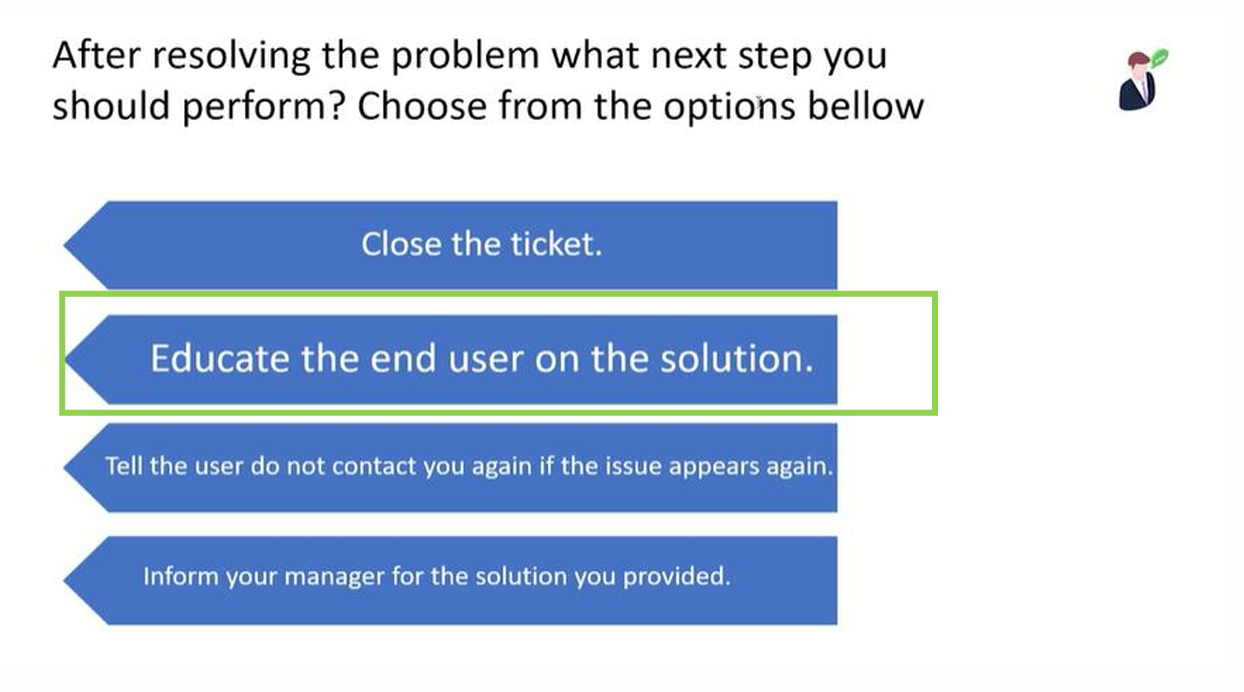 After resolving the problem what next step you
should perform? Choose from the options bellow
Close the ticket.
Educate the end user on the solution.
Tell the user do not contact you again if the issue appears again.
Inform your manager for the solution you provided.